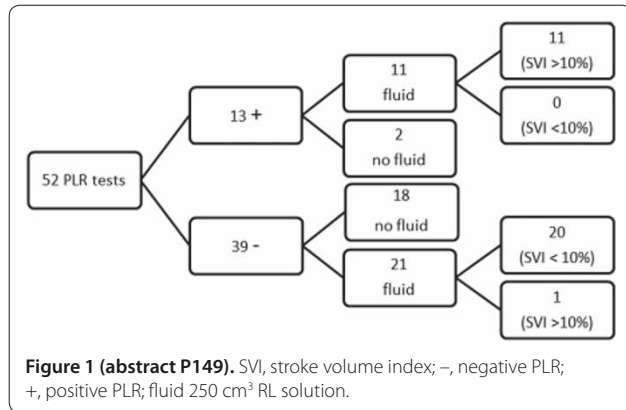 52 PLR tests
13 +
39 -
11
fluid
2
no fluid
18
no fluid
21
fluid
11
(SVI >10%)
0
(SVI <10%)
20
(SVI < 10%)
1
(SVI >10%)
Figure 1 (abstract P149). SVI, stroke volume index; –, negative PLR;
+, positive PLR; fluid 250 cm³ RL solution.